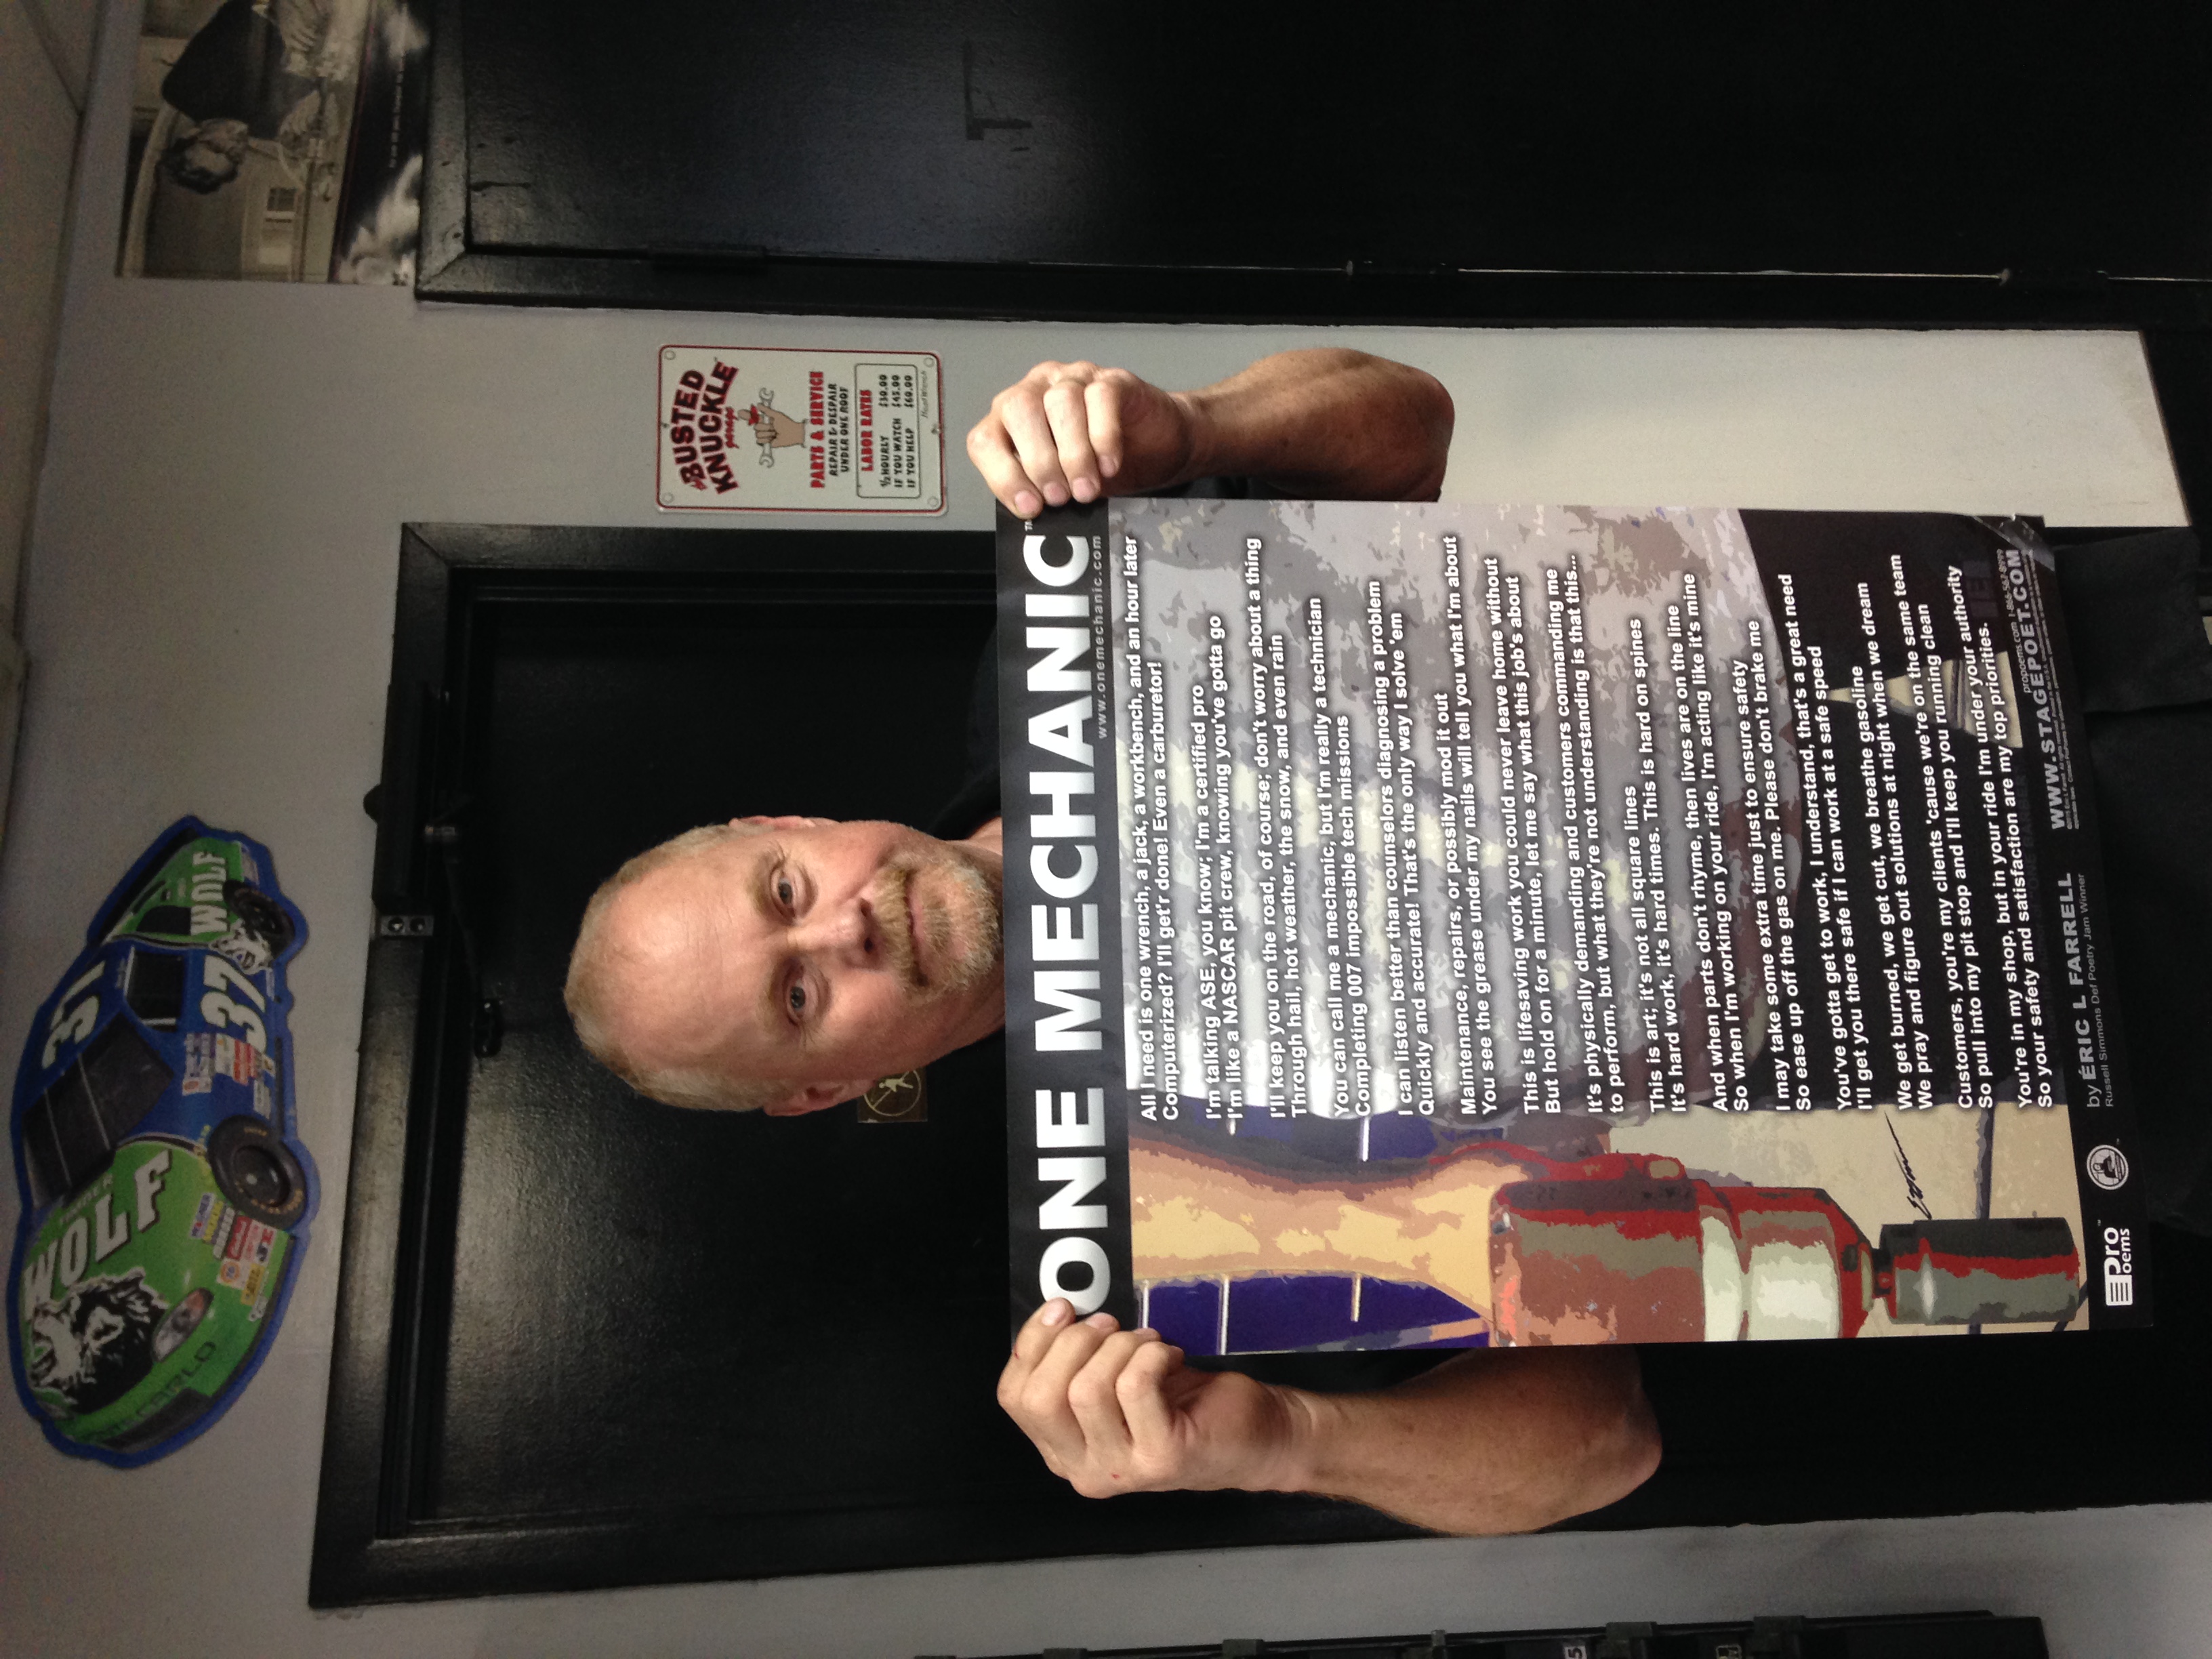 WOLF
37
37
WOLF
the BUSTED
KNUCKLE
garage
PARTS & SERVICE
REPAIR & DESPAIR
UNDER ONE ROOF
LABOR RATES
½ HOURLY £30.00
IF YOU WATCH £45.00
IF YOU HELP £60.00
ONE MECHANIC™
www.onemechanic.com
All I need is one wrench, a jack, a workbench, and an hour later
Computerized? I'll get'r done! Even a carburetor!
I'm talking ASE, you know; I'm a certified pro
I'm like a NASCAR pit crew, knowing you've gotta go
I'll keep you on the road, of course; don't worry about a thing
Through hail, hot weather, the snow, and even rain
You can call me a mechanic, but I'm really a technician
Completing 007 impossible tech missions
I can listen better than counselors diagnosing a problem
Quickly and accurate! That's the only way I solve 'em
Maintenance, repairs, or possibly mod it out
You see the grease under my nails will tell you what I'm about
This is lifesaving work you could never leave home without
But hold on for a minute, let me say what this job's about
It's physically demanding and customers commanding me
to perform, but what they're not understanding is that this...
This is art; it's not all square lines
It's hard work, it's hard times. This is hard on spines
And when parts don't rhyme, then lives are on the line
So when I'm working on your ride, I'm acting like it's mine
I may take some extra time just to ensure safety
So ease up off the gas on me. Please don't brake me
You've gotta get to work, I understand, that's a great need
I'll get you there safe if I can work at a safe speed
We get burned, we get cut, we breathe gasoline
We pray and figure out solutions at night when we dream
Customers, you're my clients 'cause we're on the same team
So pull into my pit stop and I'll keep you running clean
You're in my shop, but in your ride I'm under your authority
So your safety and satisfaction are my top priorities.
Pro
Poems™
by ERIC L FARRELL
Russell Simmons Def Poetry Jam Winner
propoems.com
WWW.STAGEPOET.COM